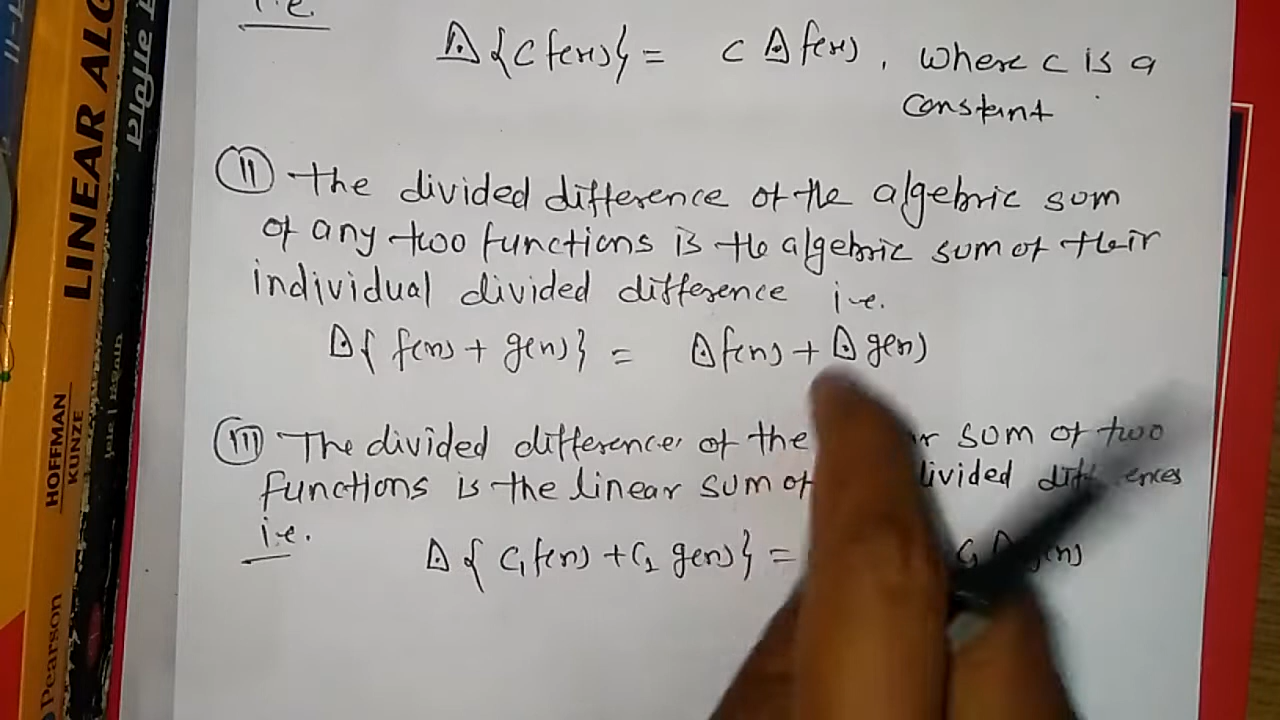 i.e.
Δ{c f(x)} = c Δ f(x), where c is a
constant
(II) The divided difference of the algebric sum
of any two functions is the algebric sum of their
individual divided difference i.e.
Δ{ f(x) + g(x)} = Δ f(x) + Δ g(x)
(III) The divided difference of the sum of two
functions is the linear sum of divided differences
i.e.
Δ{ C₁ f(x) + C₂ g(x)} =
LINEAR ALG
HOFFMAN
KUNZE
Pearson